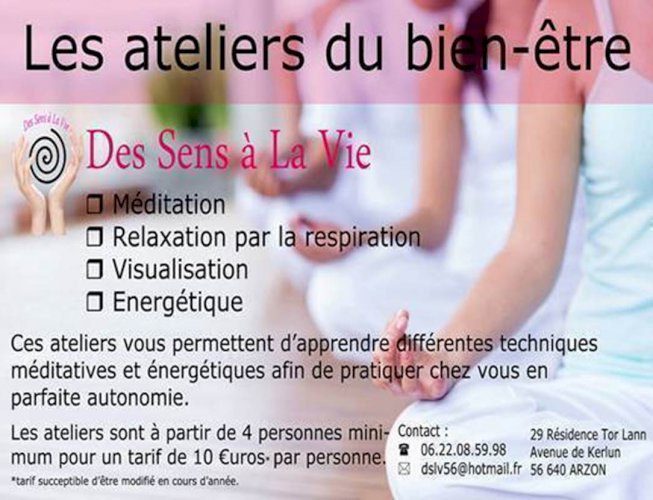 Les ateliers du bien-être
Des Sens à La Vie
Des Sens à La Vie
❒ Méditation
❒ Relaxation par la respiration
❒ Visualisation
❒ Energétique
Ces ateliers vous permettent d’apprendre différentes techniques
méditatives et énergétiques afin de pratiquer chez vous en
parfaite autonomie.
Les ateliers sont à partir de 4 personnes mini-
mum pour un tarif de 10 €uros* par personne.
*tarif succeptible d’être modifié en cours d’année.
Contact :
☎ 06.22.08.59.98
✉ dslv56@hotmail.fr
29 Résidence Tor Lann
Avenue de Kerlun
56 640 ARZON